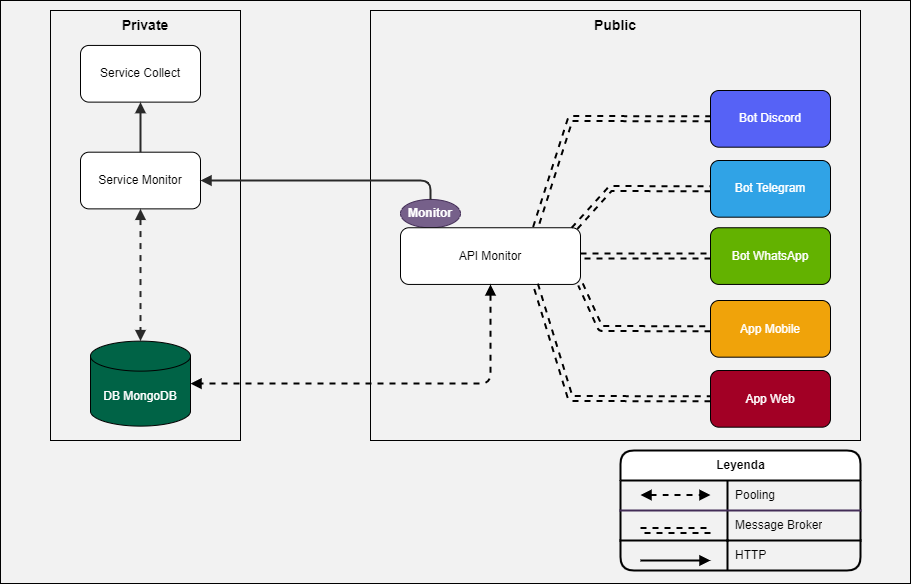 Private
Public
Service Collect
Bot Discord
Service Monitor
Bot Telegram
Monitor
API Monitor
Bot WhatsApp
App Mobile
DB MongoDB
App Web
Leyenda
Pooling
Message Broker
HTTP